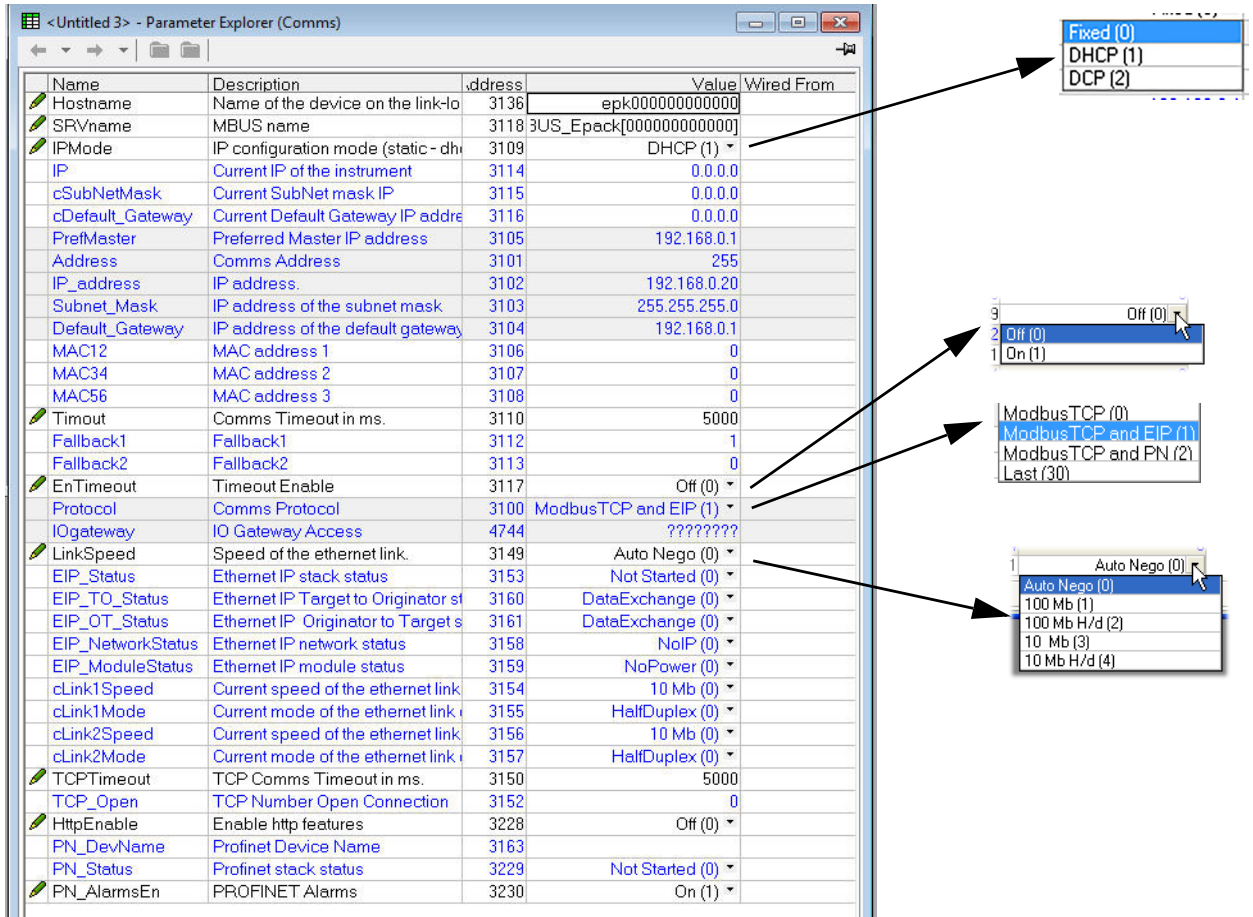 <Untitled 3> - Parameter Explorer (Comms)
Name Description ddress Value Wired From
Hostname Name of the device on the link-lo 3136 epk000000000000
SRVname MBUS name 3118 3US_Epack[000000000000]
IPMode IP configuration mode (static - dh 3109 DHCP (1)
IP Current IP of the instrument 3114 0.0.0.0
cSubNetMask Current SubNet mask IP 3115 0.0.0.0
cDefault_Gateway Current Default Gateway IP addre 3116 0.0.0.0
PrefMaster Preferred Master IP address 3105 192.168.0.1
Address Comms Address 3101 255
IP_address IP address. 3102 192.168.0.20
Subnet_Mask IP address of the subnet mask 3103 255.255.255.0
Default_Gateway IP address of the default gateway 3104 192.168.0.1
MAC12 MAC address 1 3106 0
MAC34 MAC address 2 3107 0
MAC56 MAC address 3 3108 0
Timout Comms Timeout in ms. 3110 5000
Fallback1 Fallback1 3112 1
Fallback2 Fallback2 3113 0
EnTimeout Timeout Enable 3117 Off (0)
Protocol Comms Protocol 3100 ModbusTCP and EIP (1)
IOgateway IO Gateway Access 4744 ????????
LinkSpeed Speed of the ethernet link. 3149 Auto Nego (0)
EIP_Status Ethernet IP stack status 3153 Not Started (0)
EIP_TO_Status Ethernet IP Target to Originator st 3160 DataExchange (0)
EIP_OT_Status Ethernet IP Originator to Target s 3161 DataExchange (0)
EIP_NetworkStatus Ethernet IP network status 3158 NoIP (0)
EIP_ModuleStatus Ethernet IP module status 3159 NoPower (0)
cLink1Speed Current speed of the ethernet link 3154 10 Mb (0)
cLink1Mode Current mode of the ethernet link 3155 HalfDuplex (0)
cLink2Speed Current speed of the ethernet link 3156 10 Mb (0)
cLink2Mode Current mode of the ethernet link 3157 HalfDuplex (0)
TCPTimeout TCP Comms Timeout in ms. 3150 5000
TCP_Open TCP Number Open Connection 3152 0
HttpEnable Enable http features 3228 Off (0)
PN_DevName Profinet Device Name 3163
PN_Status Profinet stack status 3229 Not Started (0)
PN_AlarmsEn PROFINET Alarms 3230 On (1)
Fixed (0)
DHCP (1)
DCP (2)
9 Off (0)
2 Off (0)
1 On (1)
ModbusTCP (0)
ModbusTCP and EIP (1)
ModbusTCP and PN (2)
Last (30)
1 Auto Nego (0)
Auto Nego (0)
100 Mb (1)
100 Mb H/d (2)
10 Mb (3)
10 Mb H/d (4)